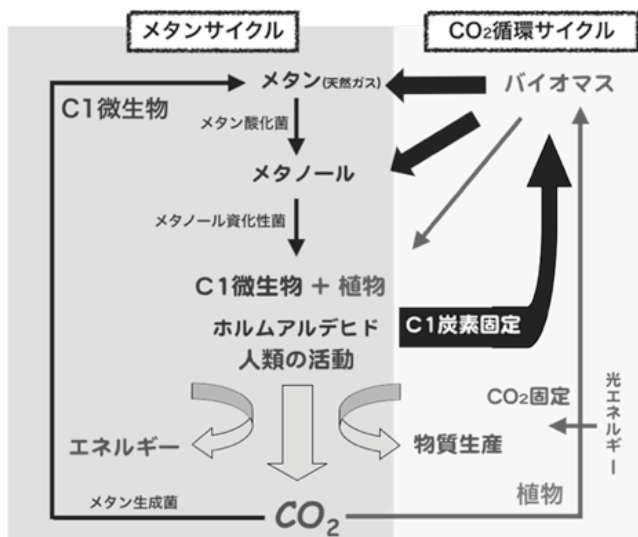 メタンサイクル
CO₂循環サイクル
メタン(天然ガス)
バイオマス
C1微生物
メタン酸化菌
メタノール
メタノール資化性菌
C1微生物 + 植物
ホルムアルデヒド
C1炭素固定
人類の活動
CO₂固定
光エネルギー
エネルギー
物質生産
植物
メタン生成菌
CO₂